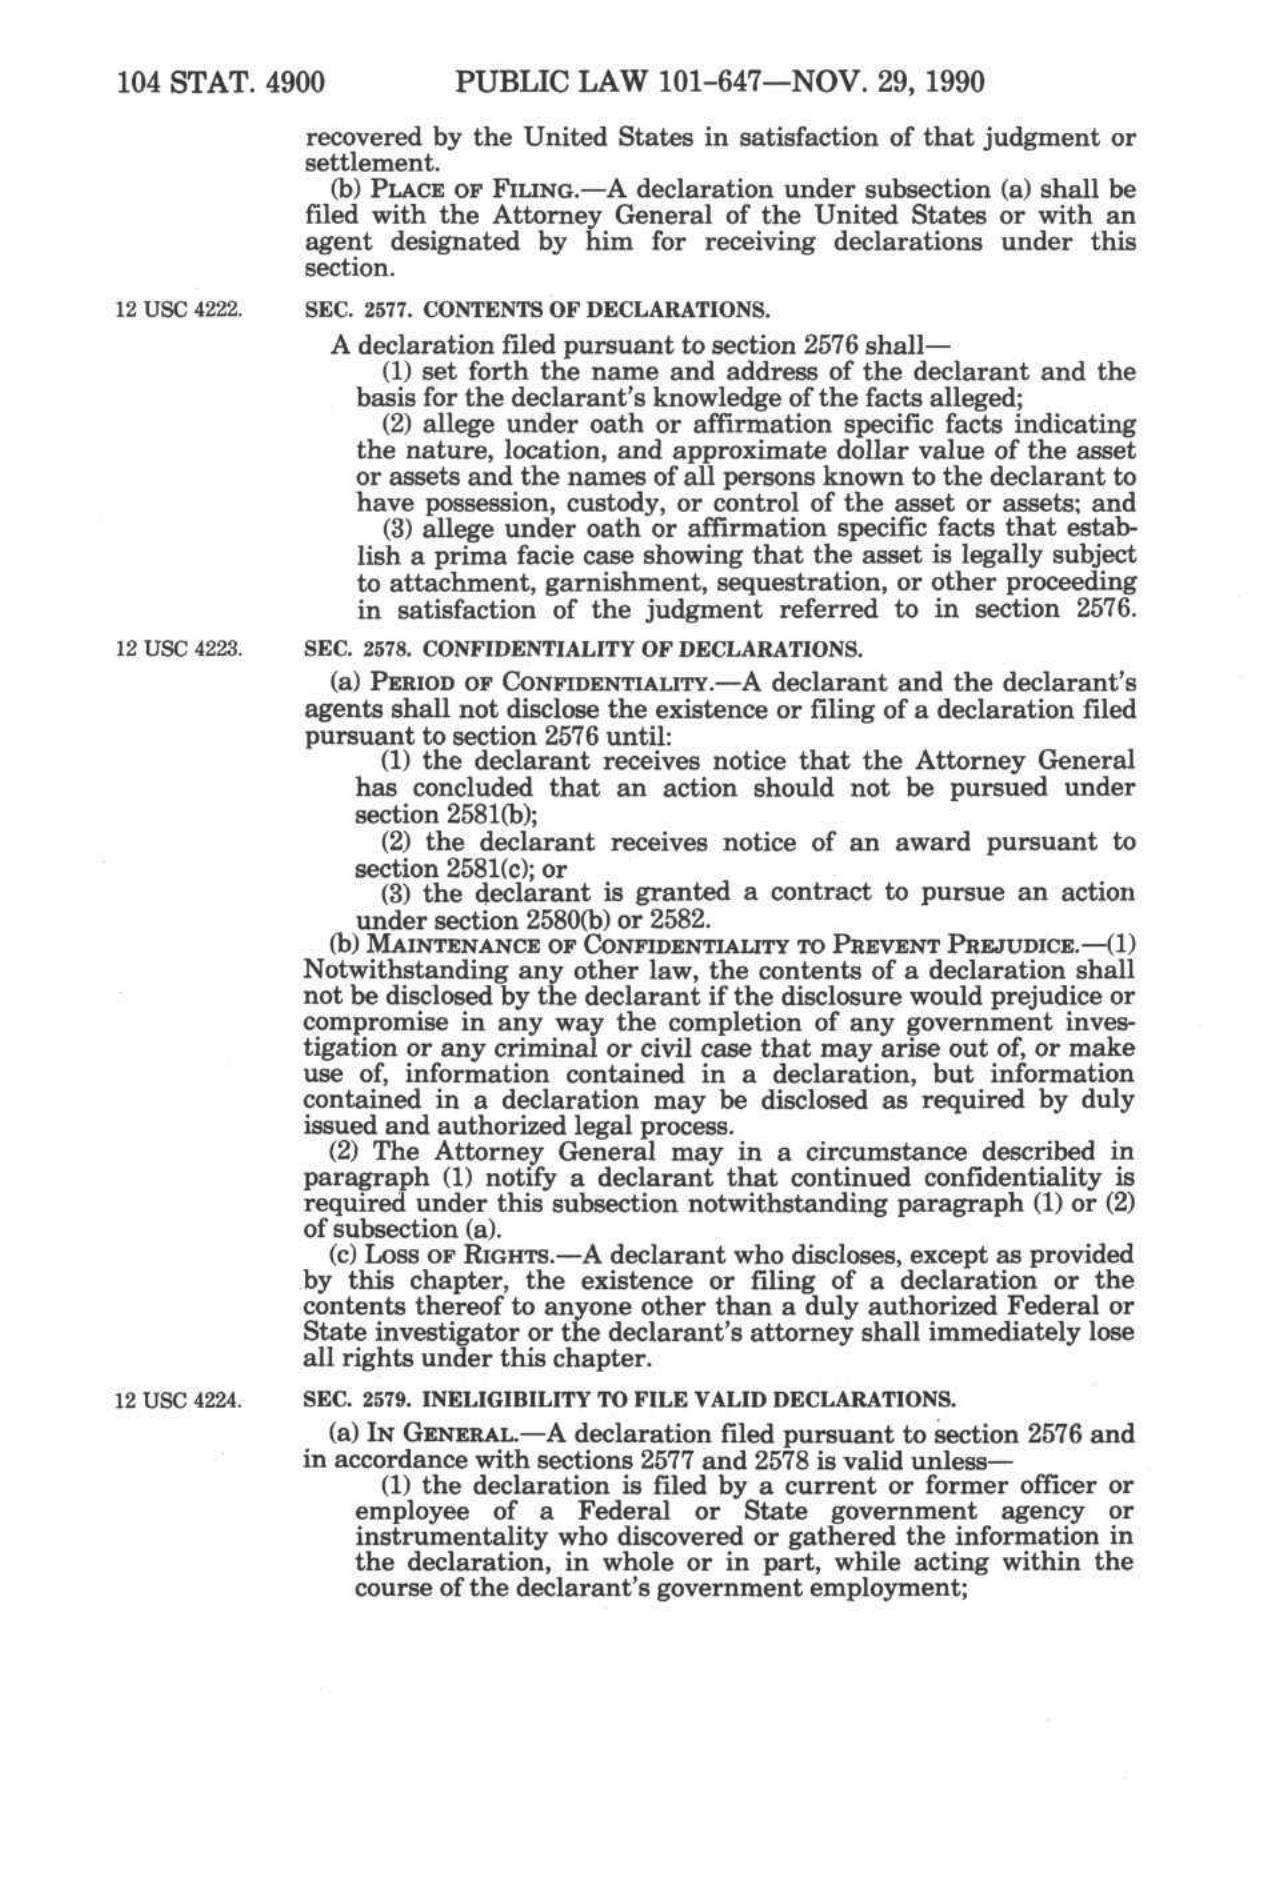 104 STAT. 4900 PUBLIC LAW 101-647—NOV. 29, 1990
recovered by the United States in satisfaction of that judgment or
settlement.
(b) PLACE OF FILING.—A declaration under subsection (a) shall be
filed with the Attorney General of the United States or with an
agent designated by him for receiving declarations under this
section.
12 USC 4222. SEC. 2577. CONTENTS OF DECLARATIONS.
A declaration filed pursuant to section 2576 shall—
(1) set forth the name and address of the declarant and the
basis for the declarant's knowledge of the facts alleged;
(2) allege under oath or affirmation specific facts indicating
the nature, location, and approximate dollar value of the asset
or assets and the names of all persons known to the declarant to
have possession, custody, or control of the asset or assets; and
(3) allege under oath or affirmation specific facts that estab-
lish a prima facie case showing that the asset is legally subject
to attachment, garnishment, sequestration, or other proceeding
in satisfaction of the judgment referred to in section 2576.
12 USC 4223. SEC. 2578. CONFIDENTIALITY OF DECLARATIONS.
(a) PERIOD OF CONFIDENTIALITY.—A declarant and the declarant's
agents shall not disclose the existence or filing of a declaration filed
pursuant to section 2576 until:
(1) the declarant receives notice that the Attorney General
has concluded that an action should not be pursued under
section 2581(b);
(2) the declarant receives notice of an award pursuant to
section 2581(c); or
(3) the declarant is granted a contract to pursue an action
under section 2580(b) or 2582.
(b) MAINTENANCE OF CONFIDENTIALITY TO PREVENT PREJUDICE.—(1)
Notwithstanding any other law, the contents of a declaration shall
not be disclosed by the declarant if the disclosure would prejudice or
compromise in any way the completion of any government inves-
tigation or any criminal or civil case that may arise out of, or make
use of, information contained in a declaration, but information
contained in a declaration may be disclosed as required by duly
issued and authorized legal process.
(2) The Attorney General may in a circumstance described in
paragraph (1) notify a declarant that continued confidentiality is
required under this subsection notwithstanding paragraph (1) or (2)
of subsection (a).
(c) LOSS OF RIGHTS.—A declarant who discloses, except as provided
by this chapter, the existence or filing of a declaration or the
contents thereof to anyone other than a duly authorized Federal or
State investigator or the declarant's attorney shall immediately lose
all rights under this chapter.
12 USC 4224. SEC. 2579. INELIGIBILITY TO FILE VALID DECLARATIONS.
(a) IN GENERAL.—A declaration filed pursuant to section 2576 and
in accordance with sections 2577 and 2578 is valid unless—
(1) the declaration is filed by a current or former officer or
employee of a Federal or State government agency or
instrumentality who discovered or gathered the information in
the declaration, in whole or in part, while acting within the
course of the declarant's government employment;